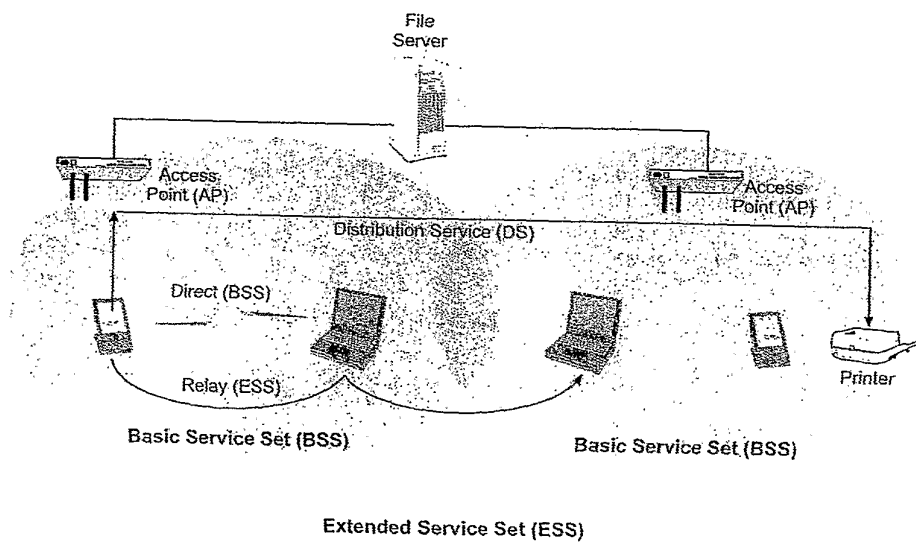 File
Server
Access
Point (AP)
Access
Point (AP)
Distribution Service (DS)
Direct (BSS)
Relay (ESS)
Printer
Basic Service Set (BSS)
Basic Service Set (BSS)
Extended Service Set (ESS)